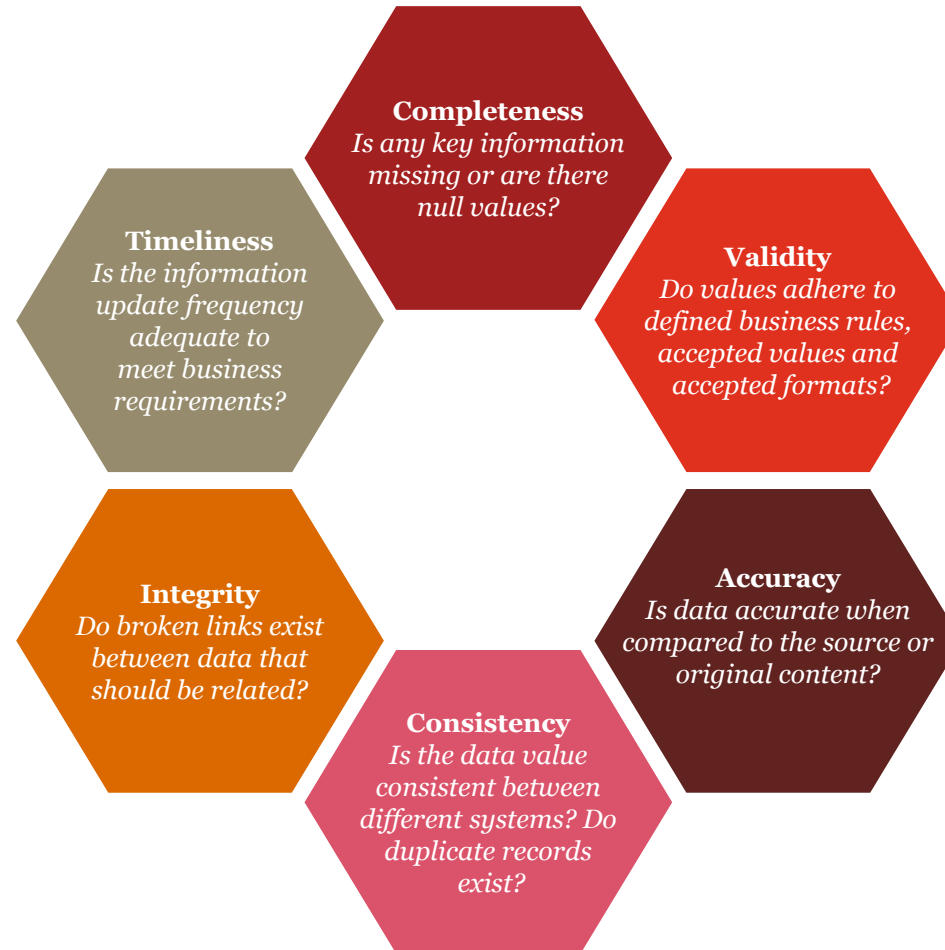 Completeness
Is any key information
missing or are there
null values?
Timeliness
Is the information
update frequency
adequate to
meet business
requirements?
Validity
Do values adhere to
defined business rules,
accepted values and
accepted formats?
Integrity
Do broken links exist
between data that
should be related?
Accuracy
Is data accurate when
compared to the source or
original content?
Consistency
Is the data value
consistent between
different systems? Do
duplicate records
exist?